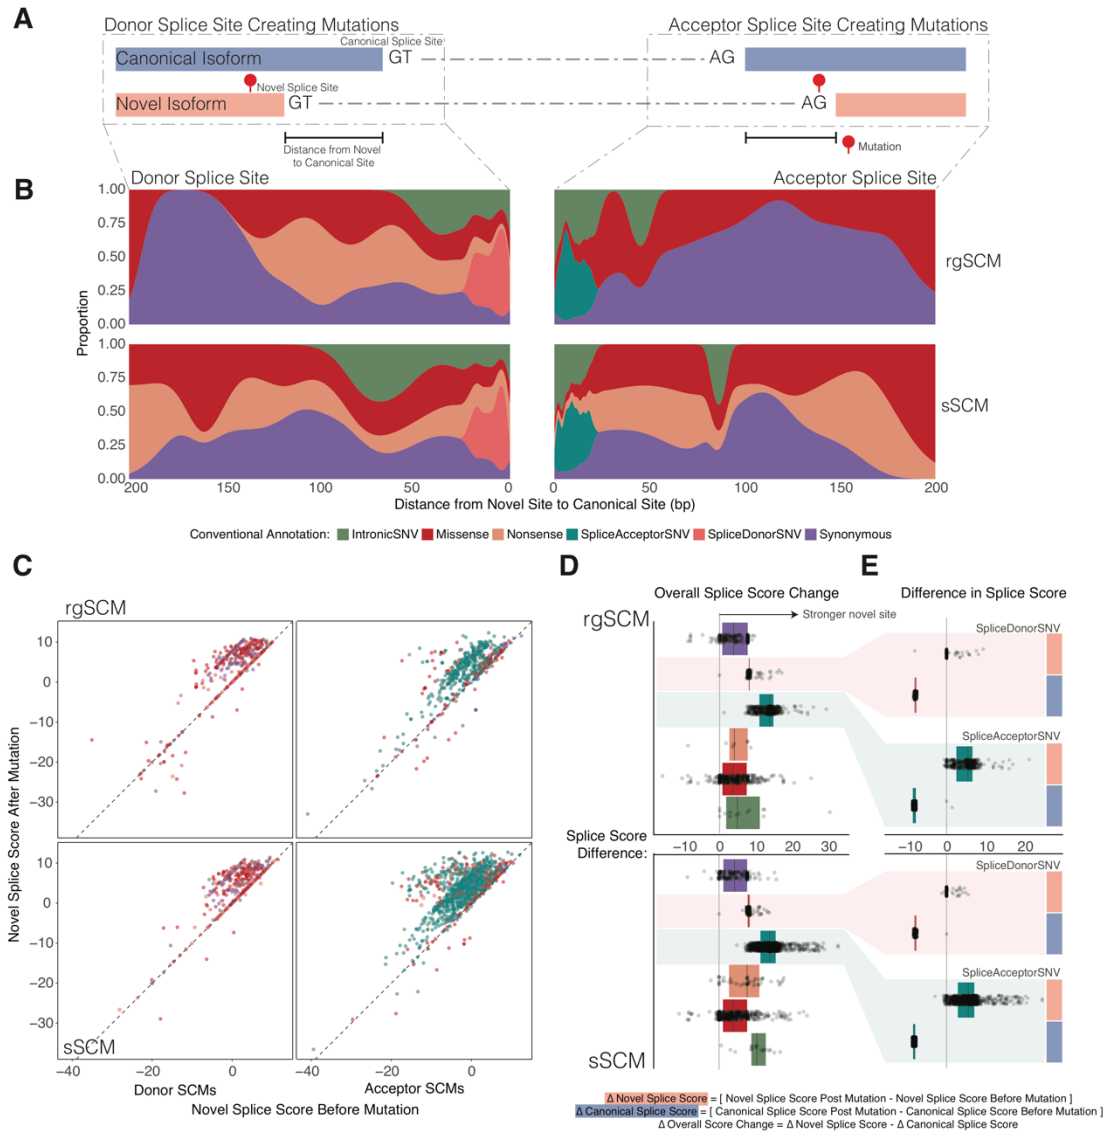 A
Donor Splice Site Creating Mutations
Acceptor Splice Site Creating Mutations
Canonical Splice Site
Canonical Isoform
GT
AG
Novel Splice Site
Novel Isoform
GT
AG
Distance from Novel
to Canonical Site
Mutation
B
Donor Splice Site
Acceptor Splice Site
1.00
0.75
0.50
0.25
0.00
rgSCM
Proportion
1.00
0.75
0.50
0.25
0.00
sSCM
200 150 100 50 0
0 50 100 150 200
Distance from Novel Site to Canonical Site (bp)
Conventional Annotation: IntronicSNV Missense Nonsense SpliceAcceptorSNV SpliceDonorSNV Synonymous
C
rgSCM
10
0
−10
−20
−30
Novel Splice Score After Mutation
10
0
−10
−20
−30
sSCM
−40 −20 0
−40 −20 0
Donor SCMs
Acceptor SCMs
Novel Splice Score Before Mutation
D
Overall Splice Score Change
Stronger novel site
rgSCM
Splice Score
Difference:
−10 0 10 20 30
sSCM
E
Difference in Splice Score
SpliceDonorSNV
SpliceAcceptorSNV
−10 0 10 20
SpliceDonorSNV
SpliceAcceptorSNV
Δ Novel Splice Score = [ Novel Splice Score Post Mutation - Novel Splice Score Before Mutation ]
Δ Canonical Splice Score = [ Canonical Splice Score Post Mutation - Canonical Splice Score Before Mutation ]
Δ Overall Score Change = Δ Novel Splice Score - Δ Canonical Splice Score